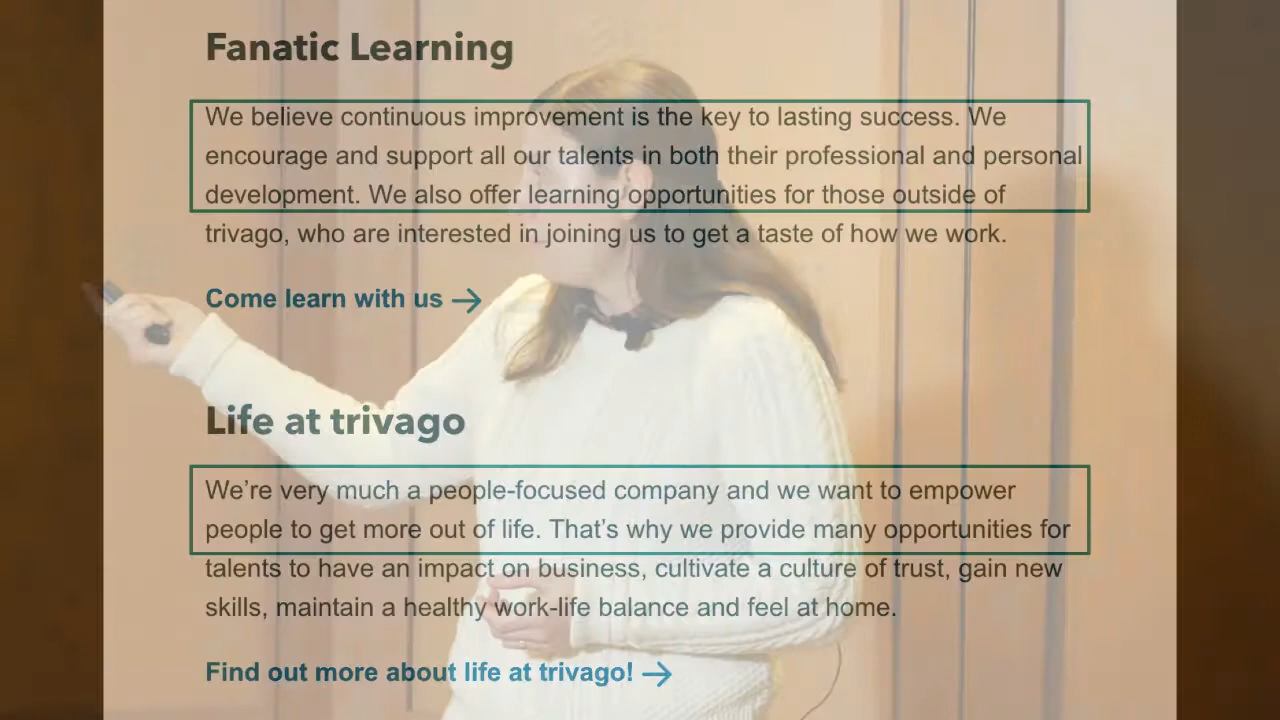 Fanatic Learning
We believe continuous improvement is the key to lasting success. We
encourage and support all our talents in both their professional and personal
development. We also offer learning opportunities for those outside of
trivago, who are interested in joining us to get a taste of how we work.
Come learn with us →
Life at trivago
We’re very much a people-focused company and we want to empower
people to get more out of life. That’s why we provide many opportunities for
talents to have an impact on business, cultivate a culture of trust, gain new
skills, maintain a healthy work-life balance and feel at home.
Find out more about life at trivago! →